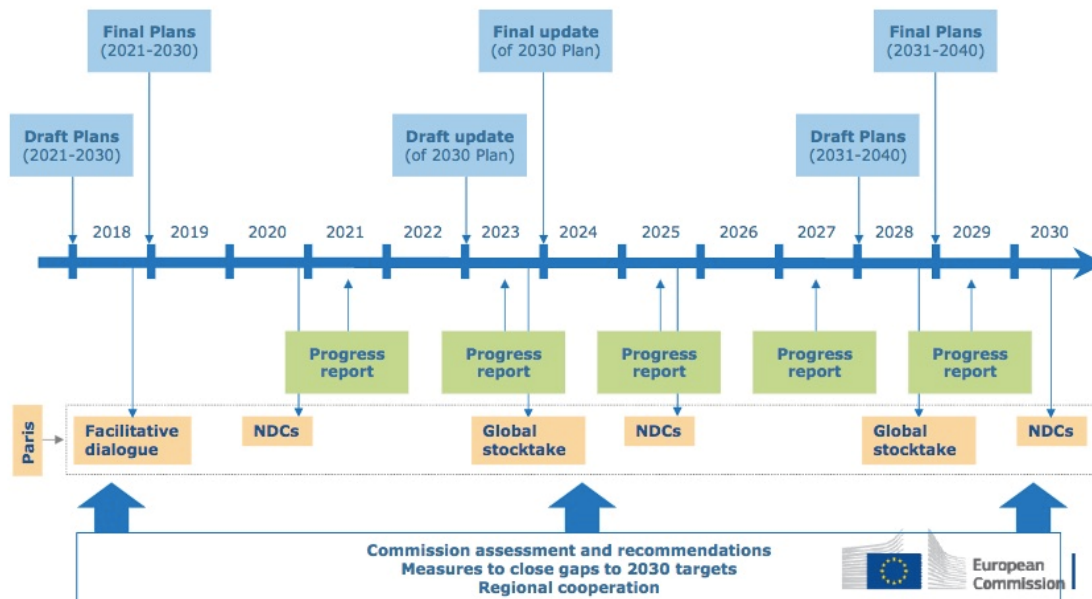 Final Plans
(2021-2030)
Final update
(of 2030 Plan)
Final Plans
(2031-2040)
Draft Plans
(2021-2030)
Draft update
(of 2030 Plan)
Draft Plans
(2031-2040)
2018 2019 2020 2021 2022 2023 2024 2025 2026 2027 2028 2029 2030
Progress
report
Progress
report
Progress
report
Progress
report
Progress
report
Paris
Facilitative
dialogue
NDCs
Global
stocktake
NDCs
Global
stocktake
NDCs
Commission assessment and recommendations
Measures to close gaps to 2030 targets
Regional cooperation
European
Commission